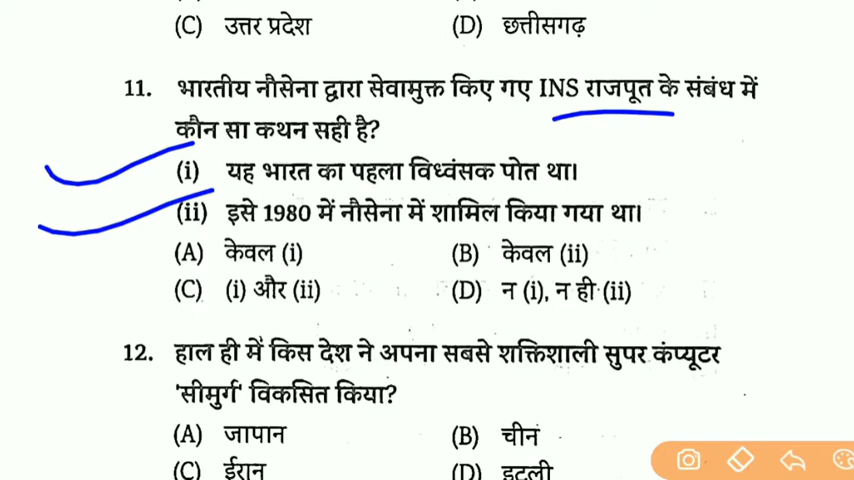 (C) उत्तर प्रदेश (D) छत्तीसगढ़
11. भारतीय नौसेना द्वारा सेवामुक्त किए गए INS राजपूत के संबंध में
कौन सा कथन सही है?
(i) यह भारत का पहला विध्वंसक पोत था।
(ii) इसे 1980 में नौसेना में शामिल किया गया था।
(A) केवल (i) (B) केवल (ii)
(C) (i) और (ii) (D) न (i), न ही (ii)
12. हाल ही में किस देश ने अपना सबसे शक्तिशाली सुपर कंप्यूटर
'सीमुर्ग' विकसित किया?
(A) जापान (B) चीन
(C) ईरान (D) इटली